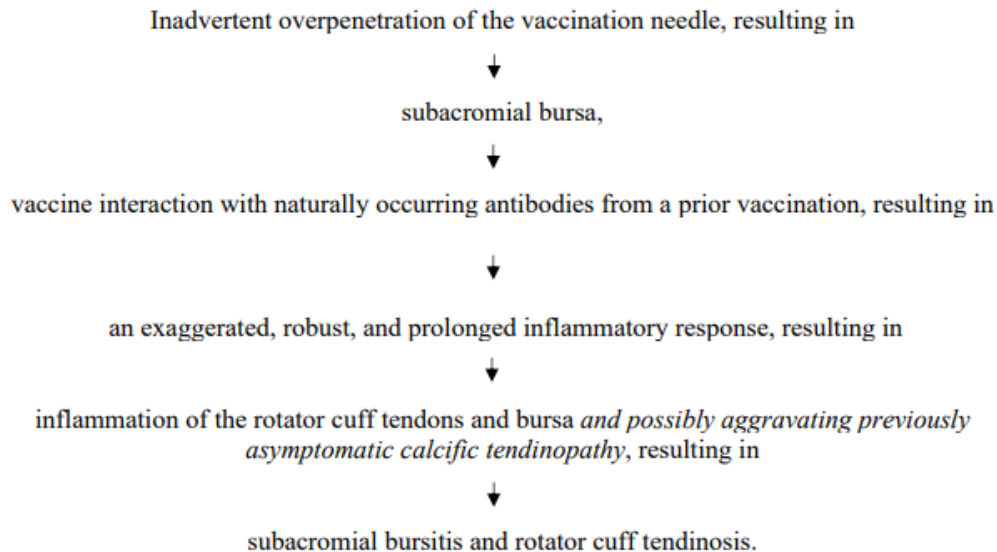 Inadvertent overpenetration of the vaccination needle, resulting in
subacromial bursa,
vaccine interaction with naturally occurring antibodies from a prior vaccination, resulting in
an exaggerated, robust, and prolonged inflammatory response, resulting in
inflammation of the rotator cuff tendons and bursa and possibly aggravating previously
asymptomatic calcific tendinopathy, resulting in
subacromial bursitis and rotator cuff tendinosis.